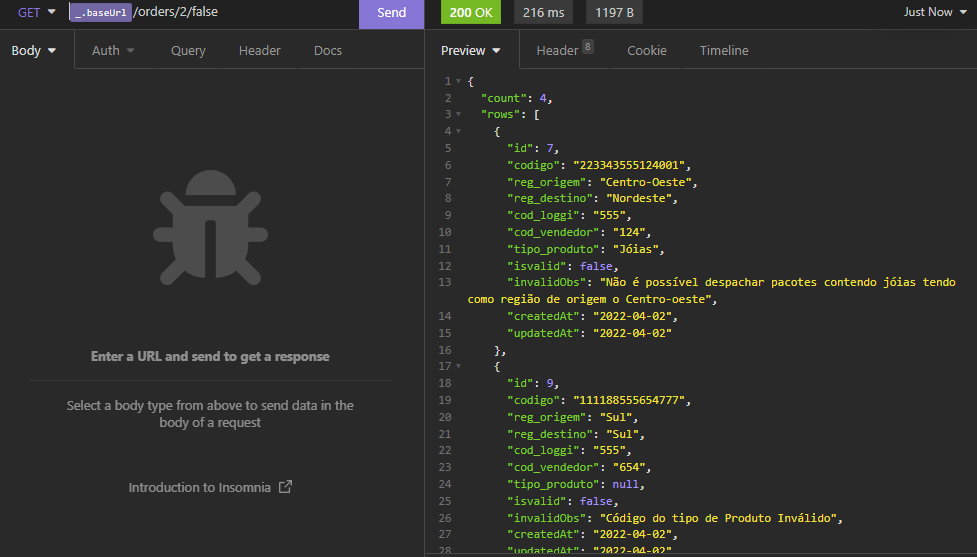 GET _.baseUrl /orders/2/false Send 200 OK 216 ms 1197 B Just Now
Body Auth Query Header Docs
Preview Header 8 Cookie Timeline
1 {
2 "count": 4,
3 "rows": [
4 {
5 "id": 7,
6 "codigo": "223343555124001",
7 "reg_origem": "Centro-Oeste",
8 "reg_destino": "Nordeste",
9 "cod_loggi": "555",
10 "cod_vendedor": "124",
11 "tipo_produto": "Jóias",
12 "isvalid": false,
13 "invalidObs": "Não é possível despachar pacotes contendo jóias tendo
como região de origem o Centro-oeste",
14 "createdAt": "2022-04-02",
15 "updatedAt": "2022-04-02"
16 },
17 {
18 "id": 9,
19 "codigo": "111188555654777",
20 "reg_origem": "Sul",
21 "reg_destino": "Sul",
22 "cod_loggi": "555",
23 "cod_vendedor": "654",
24 "tipo_produto": null,
25 "isvalid": false,
26 "invalidObs": "Código do tipo de Produto Inválido",
27 "createdAt": "2022-04-02",
28 "updatedAt": "2022-04-02"
Enter a URL and send to get a response
Select a body type from above to send data in the
body of a request
Introduction to Insomnia